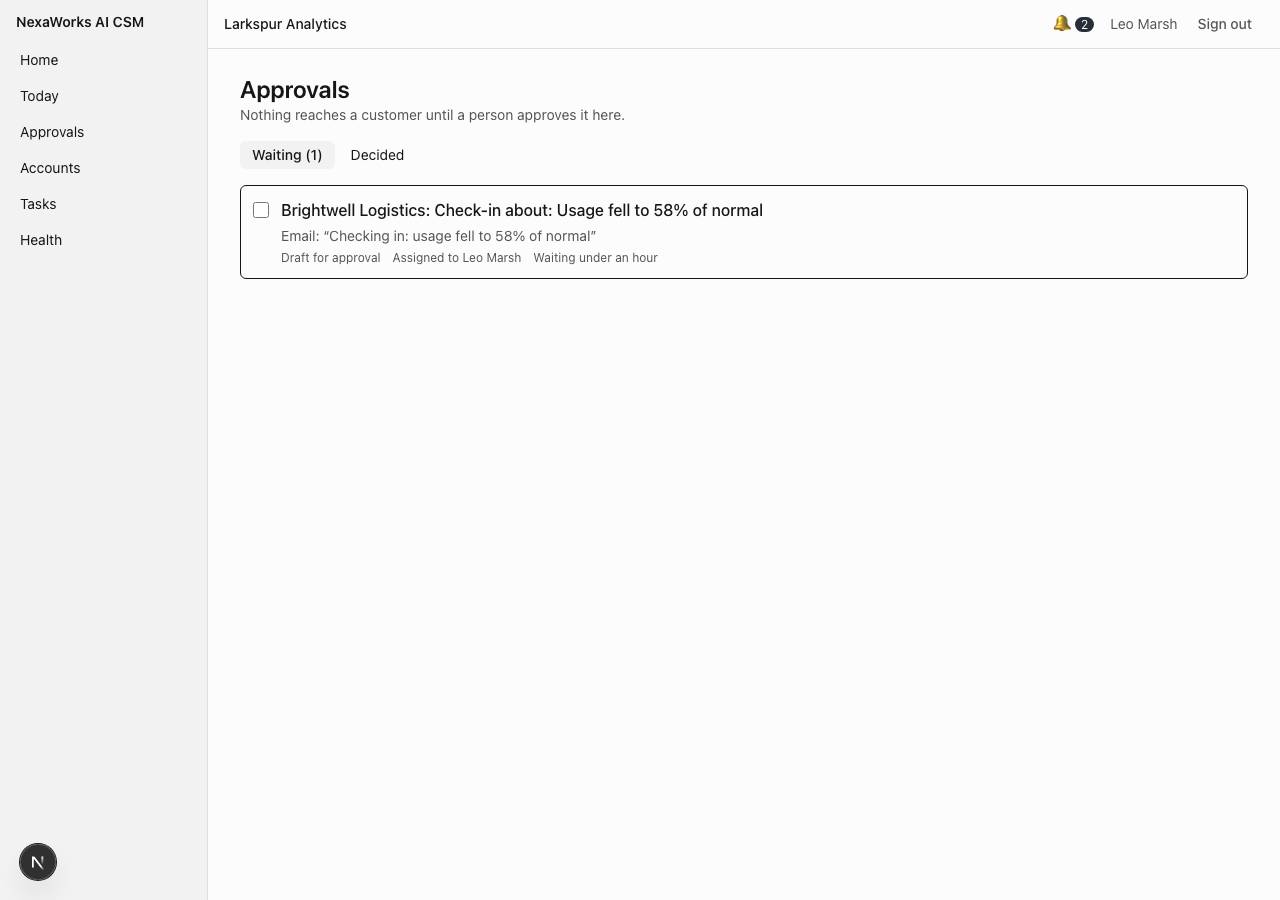 NexaWorks AI CSM
Home
Today
Approvals
Accounts
Tasks
Health
Larkspur Analytics
2
Leo Marsh
Sign out
Approvals
Nothing reaches a customer until a person approves it here.
Waiting (1)
Decided
Brightwell Logistics: Check-in about: Usage fell to 58% of normal
Email: “Checking in: usage fell to 58% of normal”
Draft for approval Assigned to Leo Marsh Waiting under an hour
N